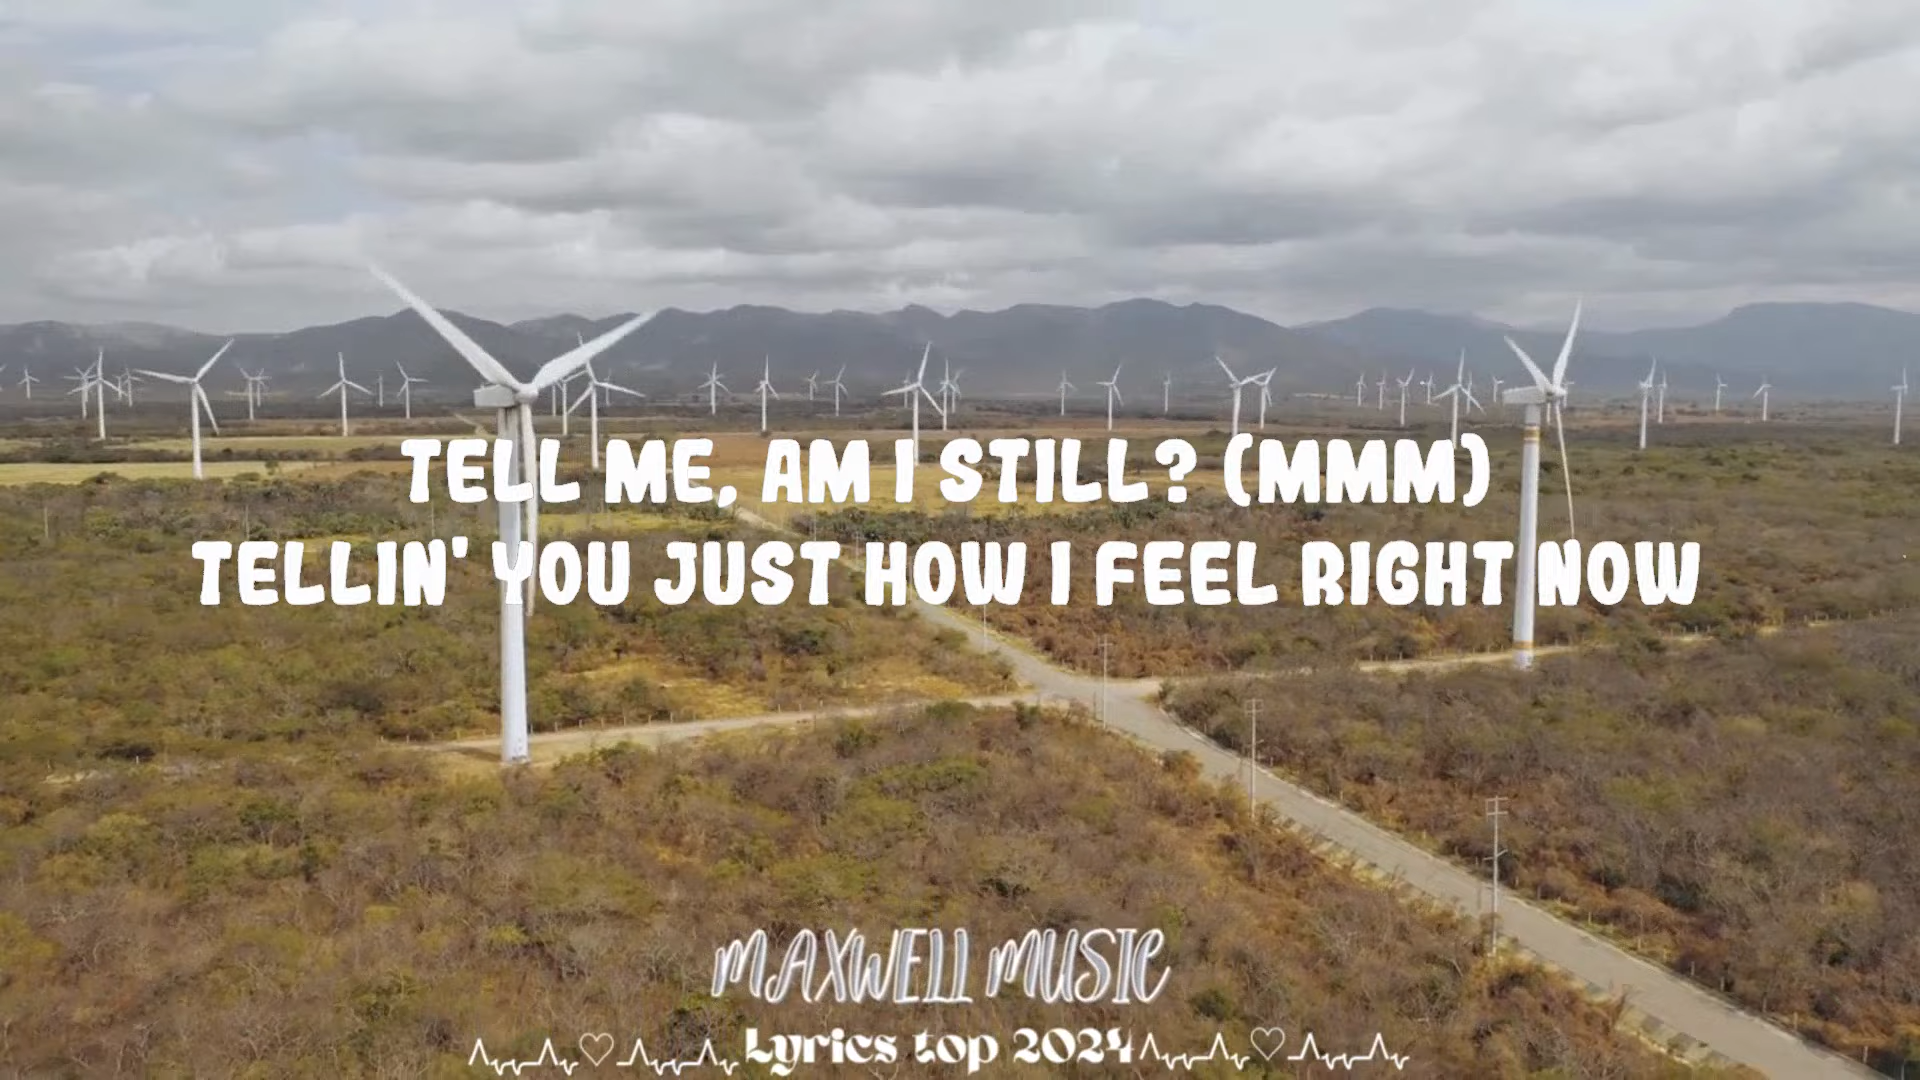 TELL ME, AM I STILL? (MMM)
TELLIN' YOU JUST HOW I FEEL RIGHT NOW
MAXWELL MUSIC
Lyrics top 2024